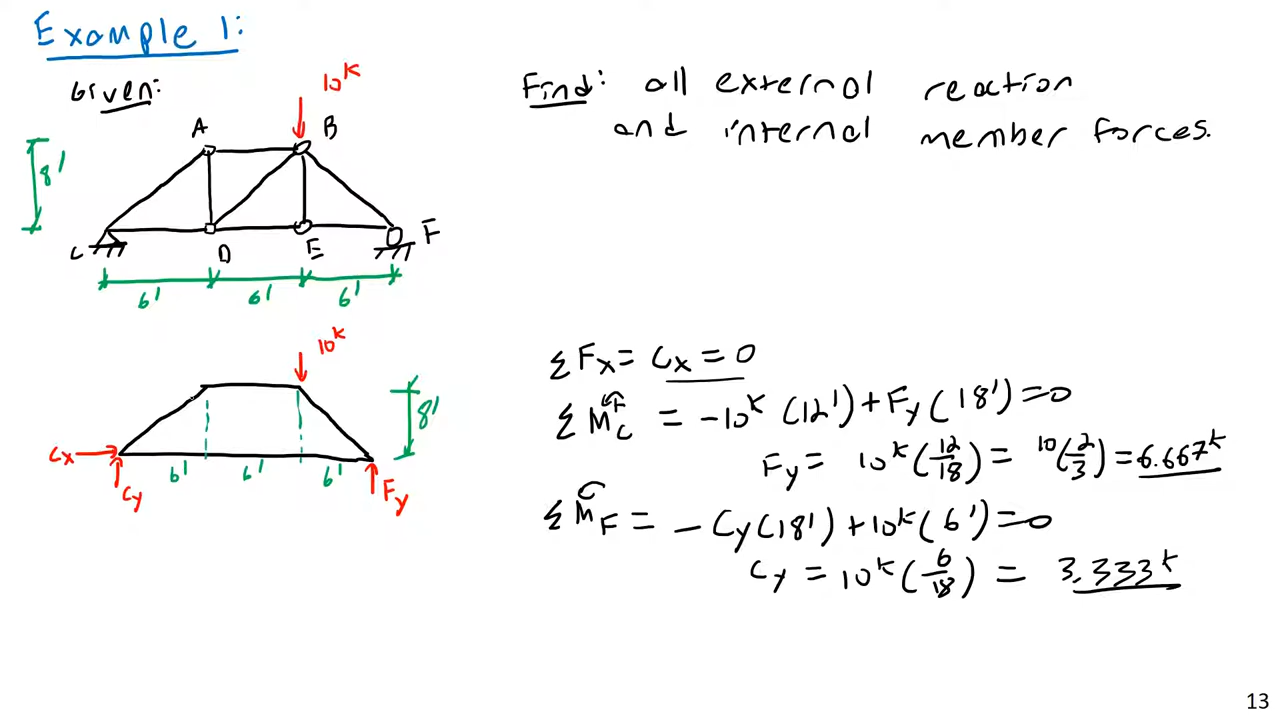 Example 1:
Given:
10k
A
B
8'
C
D
E
F
6' 6' 6'
Find: all external reaction
and internal member forces.
10k
8'
Cx
6' 6' 6'
Cy
Fy
ΣFx = Cx = 0
ΣMC = -10k (12') + Fy (18') = 0
Fy = 10k (12/18) = 10 (2/3) = 6.667k
ΣMF = - Cy (18') + 10k (6') = 0
Cy = 10k (6/18) = 3.333k
13